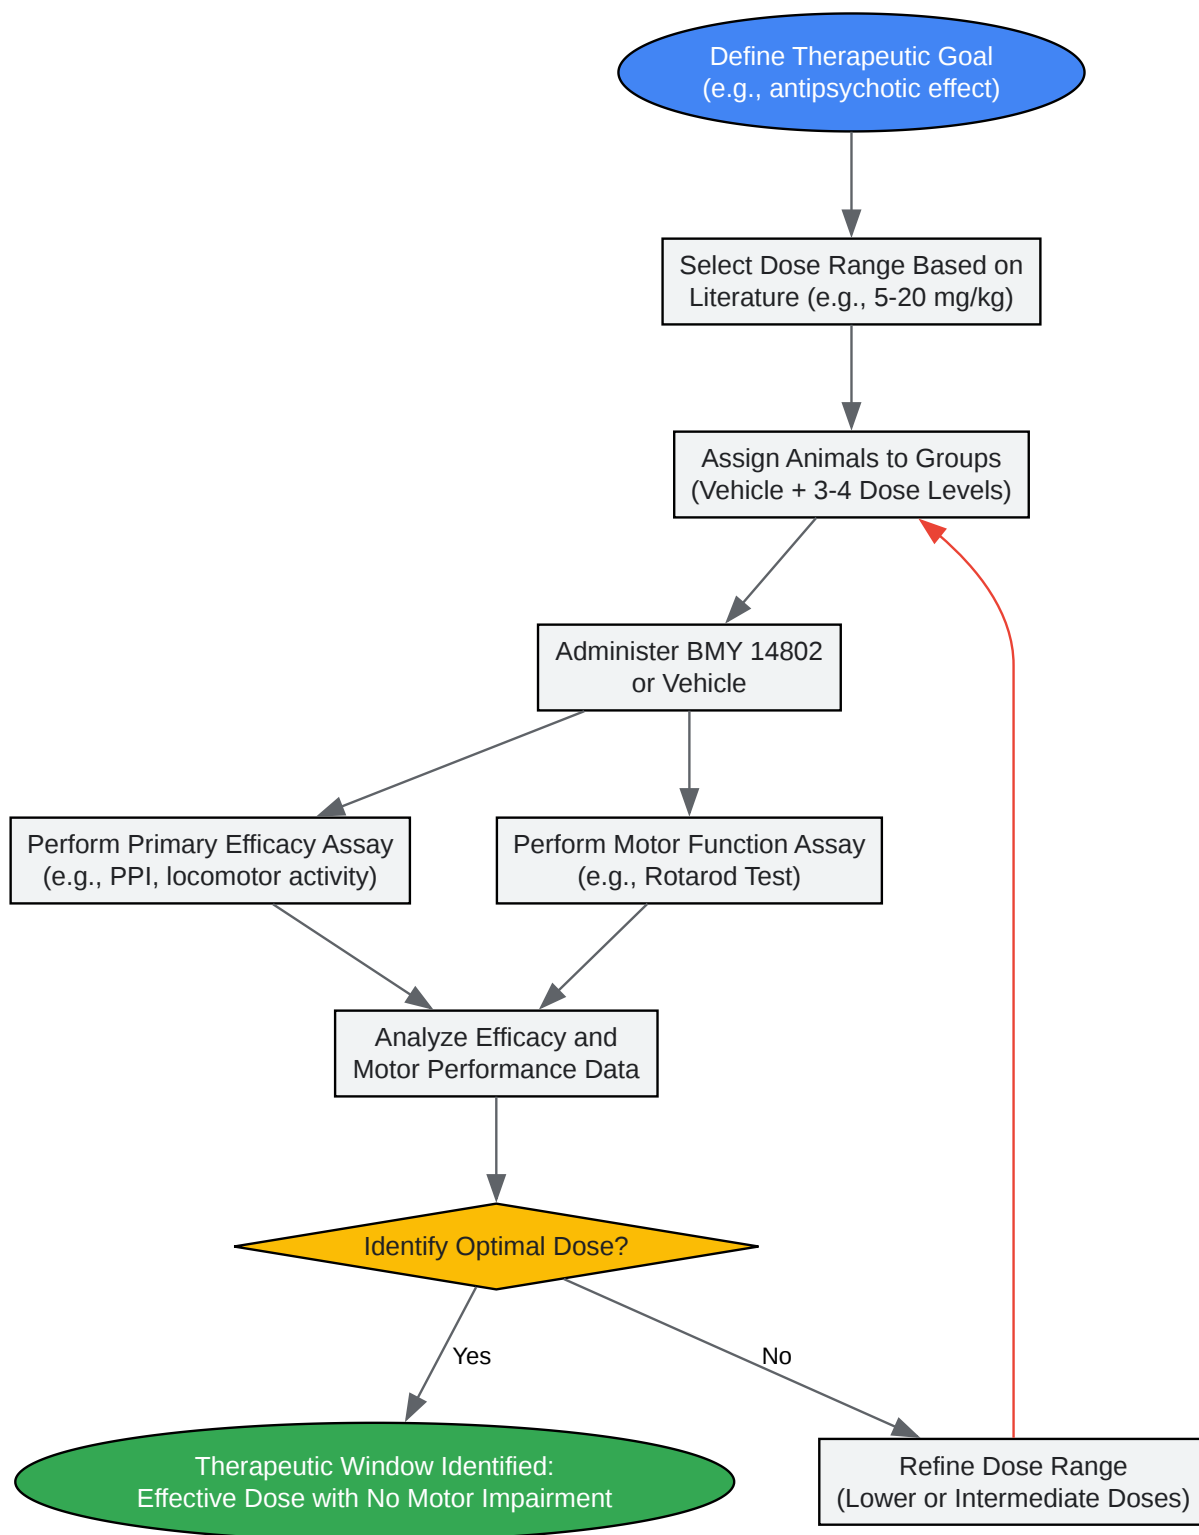 Define Therapeutic Goal
(e.g., antipsychotic effect)
Select Dose Range Based on
Literature (e.g., 5-20 mg/kg)
Assign Animals to Groups
(Vehicle + 3-4 Dose Levels)
Administer BMY 14802
or Vehicle
Perform Primary Efficacy Assay
(e.g., PPI, locomotor activity)
Perform Motor Function Assay
(e.g., Rotarod Test)
Analyze Efficacy and
Motor Performance Data
Identify Optimal Dose?
Yes
No
Therapeutic Window Identified:
Effective Dose with No Motor Impairment
Refine Dose Range
(Lower or Intermediate Doses)